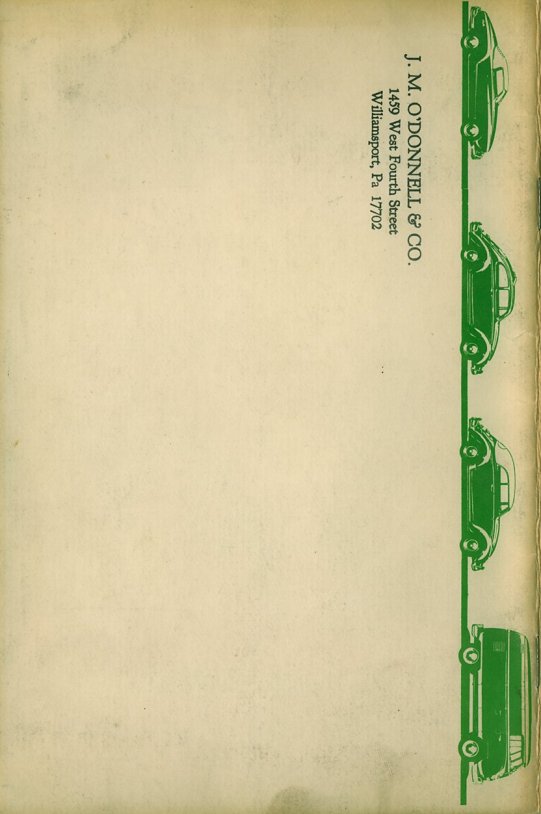 J. M. O'DONNELL & CO.
1459 West Fourth Street
Williamsport, Pa 17702